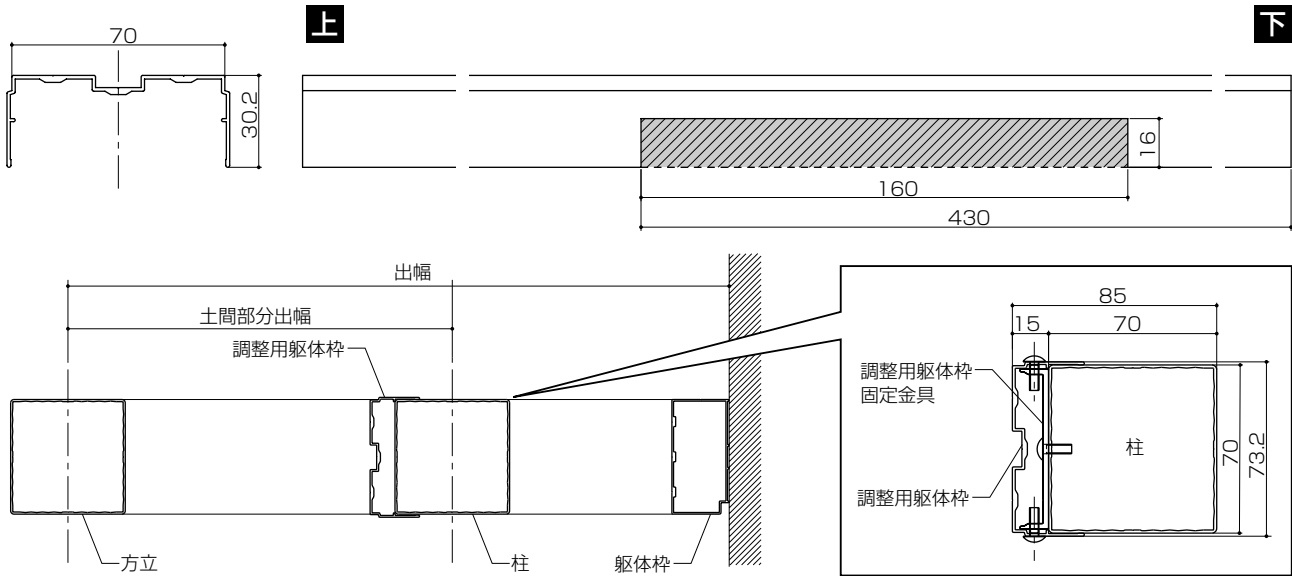 70
上
下
30.2
16
160
430
出幅
土間部分出幅
調整用躯体枠
方立
柱
躯体枠
85
15
70
調整用躯体枠
固定金具
柱
調整用躯体枠
70
73.2